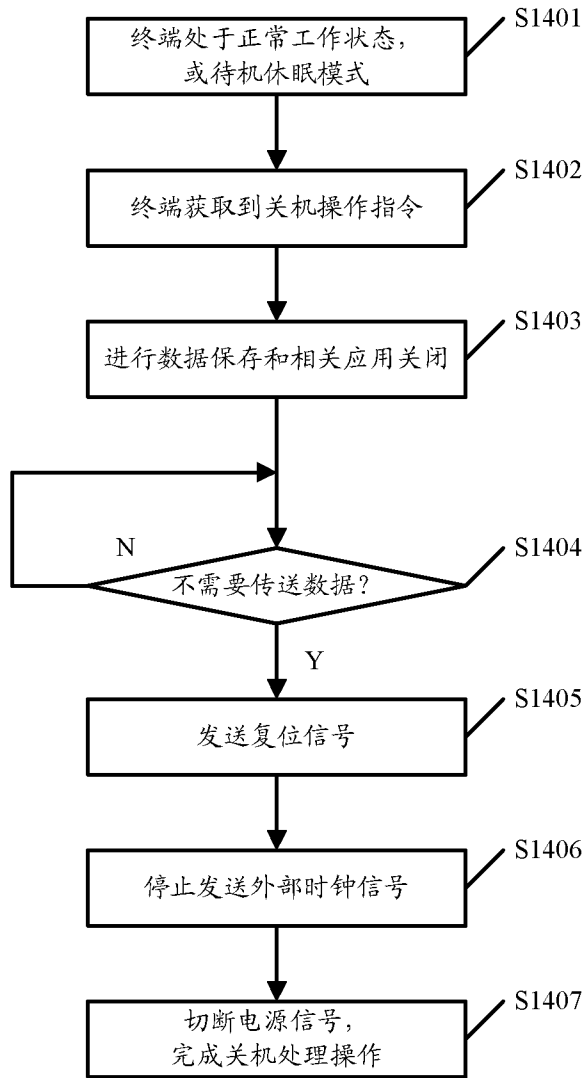 S1401
终端处于正常工作状态，
或待机休眠模式
S1402
终端获取到关机操作指令
S1403
进行数据保存和相关应用关闭
N
S1404
不需要传送数据？
Y
S1405
发送复位信号
S1406
停止发送外部时钟信号
S1407
切断电源信号，
完成关机处理操作